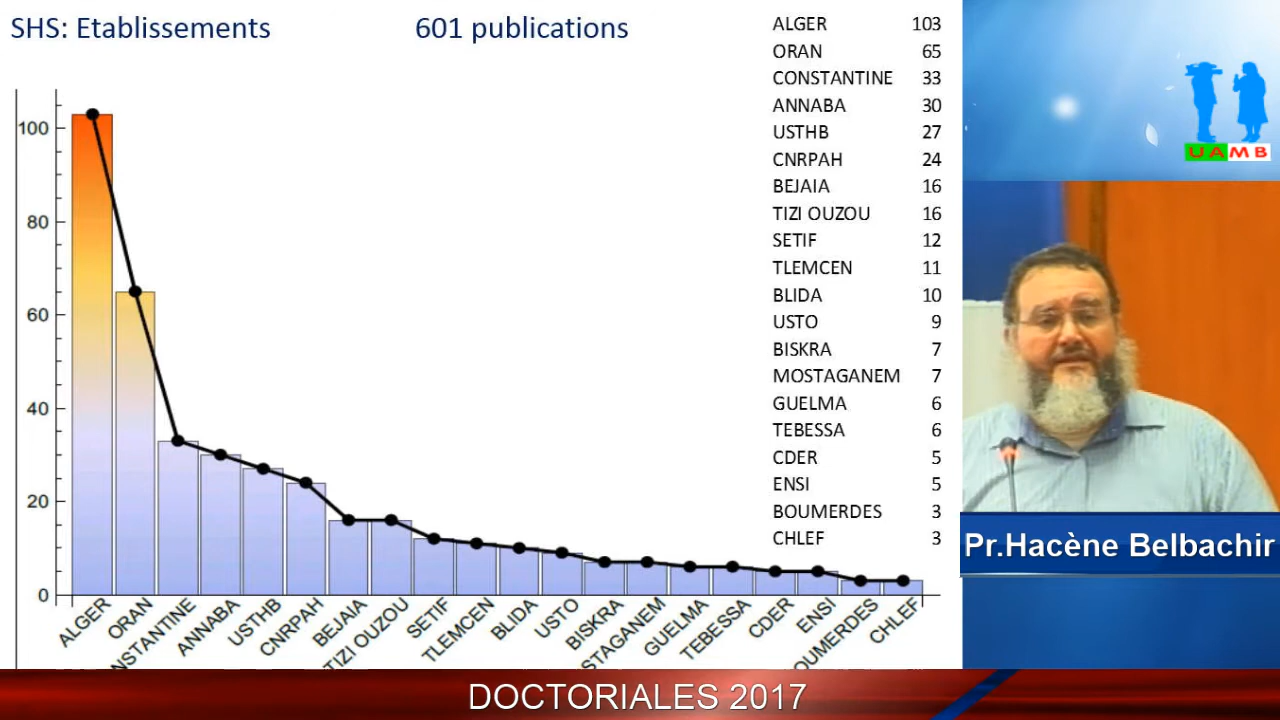 SHS: Etablissements 601 publications
ALGER 103
ORAN 65
CONSTANTINE 33
ANNABA 30
USTHB 27
CNRPAH 24
BEJAIA 16
TIZI OUZOU 16
SETIF 12
TLEMCEN 11
BLIDA 10
USTO 9
BISKRA 7
MOSTAGANEM 7
GUELMA 6
TEBESSA 6
CDER 5
ENSI 5
BOUMERDES 3
CHLEF 3
100
80
60
40
20
0
ALGER
ORAN
NSTANTINE
ANNABA
USTHB
CNRPAH
BEJAIA
TIZI OUZOU
SETIF
TLEMCEN
BLIDA
USTO
BISKRA
STAGANEM
GUELMA
TEBESSA
CDER
ENSI
OUMERDES
CHLEF
UAMB
Pr.Hacène Belbachir
DOCTORIALES 2017